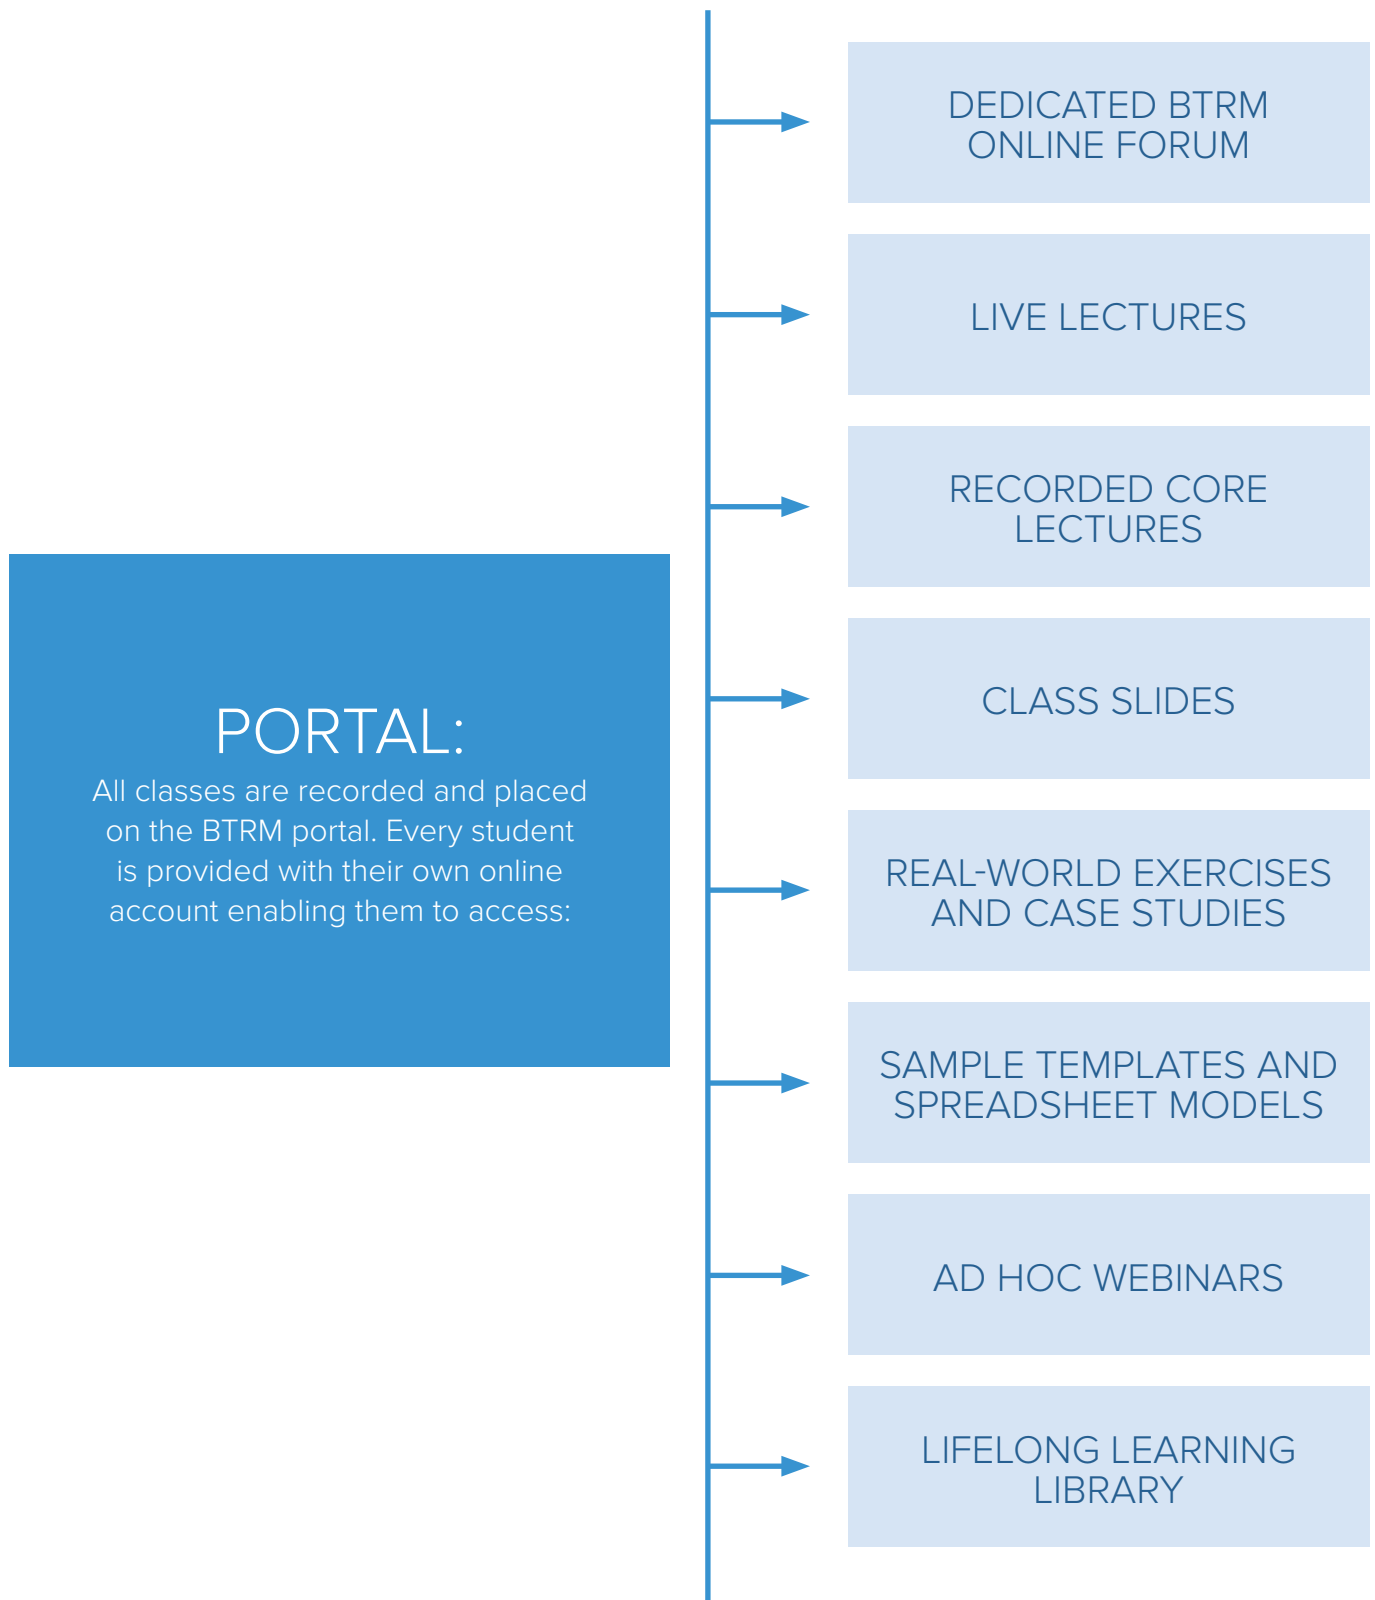 PORTAL:
All classes are recorded and placed
on the BTRM portal. Every student
is provided with their own online
account enabling them to access:
DEDICATED BTRM
ONLINE FORUM
LIVE LECTURES
RECORDED CORE
LECTURES
CLASS SLIDES
REAL-WORLD EXERCISES
AND CASE STUDIES
SAMPLE TEMPLATES AND
SPREADSHEET MODELS
AD HOC WEBINARS
LIFELONG LEARNING
LIBRARY